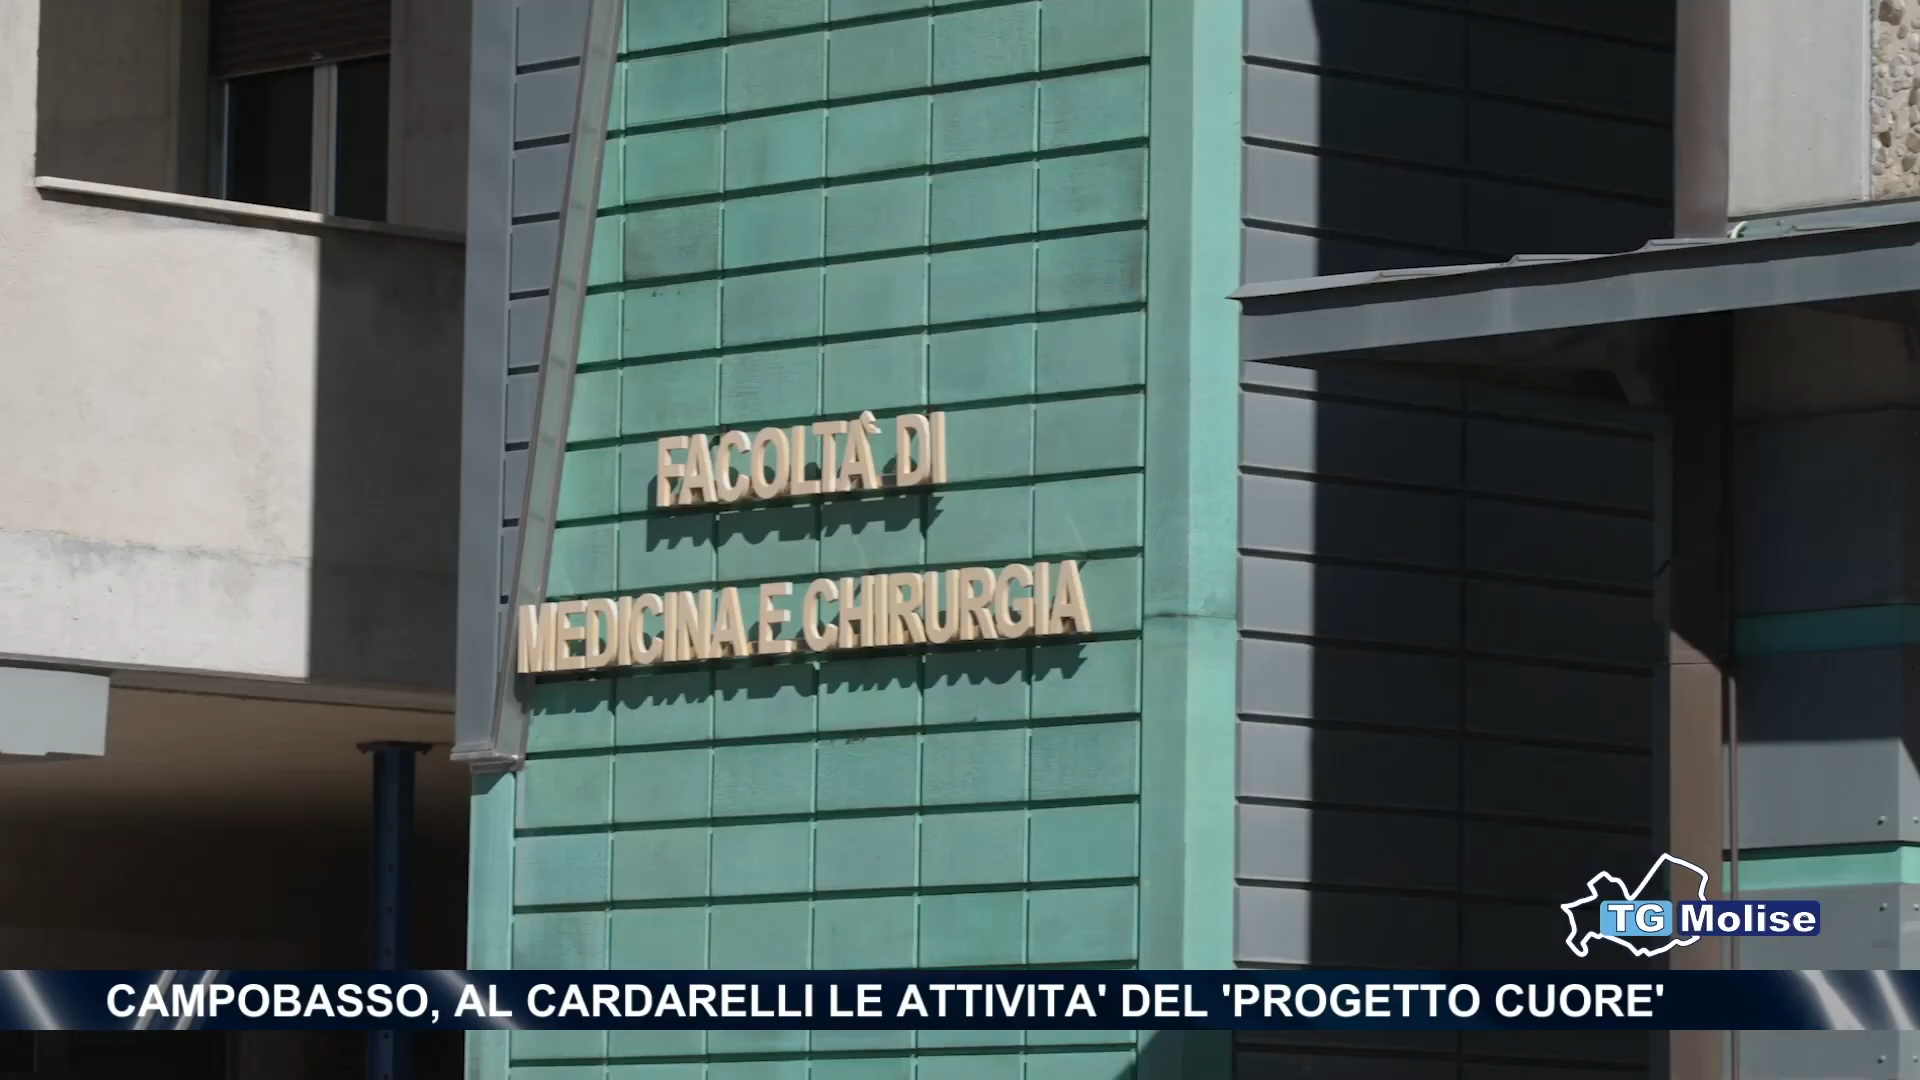 FACOLTÀ DI
MEDICINA E CHIRURGIA
TG Molise
CAMPOBASSO, AL CARDARELLI LE ATTIVITA' DEL 'PROGETTO CUORE'